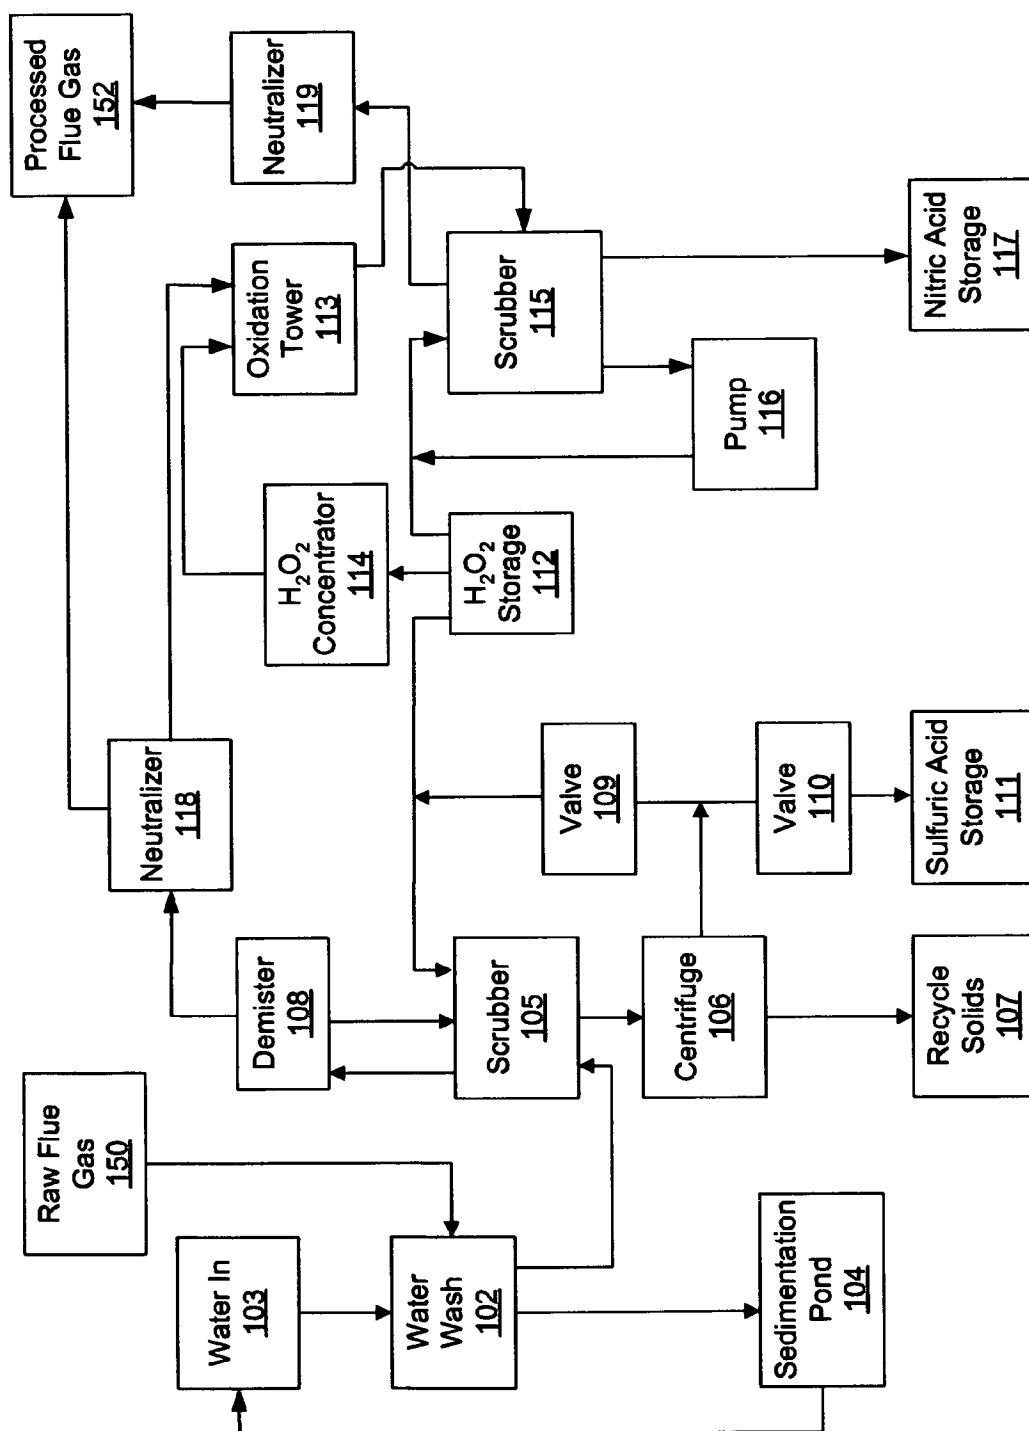 Processed
Flue Gas
152
Neutralizer
119
Oxidation
Tower
113
Scrubber
115
Nitric Acid
Storage
117
Pump
116
H2O2
Concentrator
114
H2O2
Storage
112
Neutralizer
118
Valve
109
Valve
110
Sulfuric Acid
Storage
111
Demister
108
Scrubber
105
Centrifuge
106
Recycle
Solids
107
Raw Flue
Gas
150
Water In
103
Water
Wash
102
Sedimentation
Pond
104